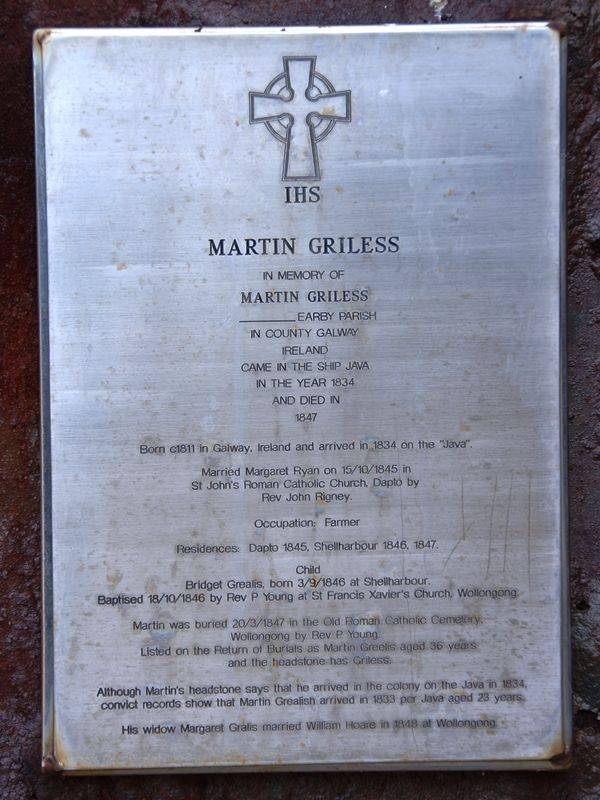 IHS
MARTIN GRILESS
IN MEMORY OF
MARTIN GRILESS
________EARBY PARISH
IN COUNTY GALWAY
IRELAND
CAME IN THE SHIP JAVA
IN THE YEAR 1834
AND DIED IN
1847
Born c1811 in Galway, Ireland and arrived in 1834 on the "Java".
Married Margaret Ryan on 15/10/1845 in
St John's Roman Catholic Church, Dapto by
Rev John Rigney.
Occupation: Farmer
Residences: Dapto 1845, Shellharbour 1846, 1847.
Child
Bridget Grealis, born 3/9/1846 at Shellharbour.
Baptised 18/10/1846 by Rev P Young at St Francis Xavier's Church, Wollongong.
Martin was buried 20/3/1847 in the Old Roman Catholic Cemetery,
Wollongong by Rev P Young.
Listed on the Return of Burials as Martin Greelis aged 36 years
and the headstone has Griless.
Although Martin's headstone says that he arrived in the colony on the Java in 1834,
convict records show that Martin Grealish arrived in 1833 per Java aged 23 years.
His widow Margaret Gralis married William Hoare in 1848 at Wollongong.